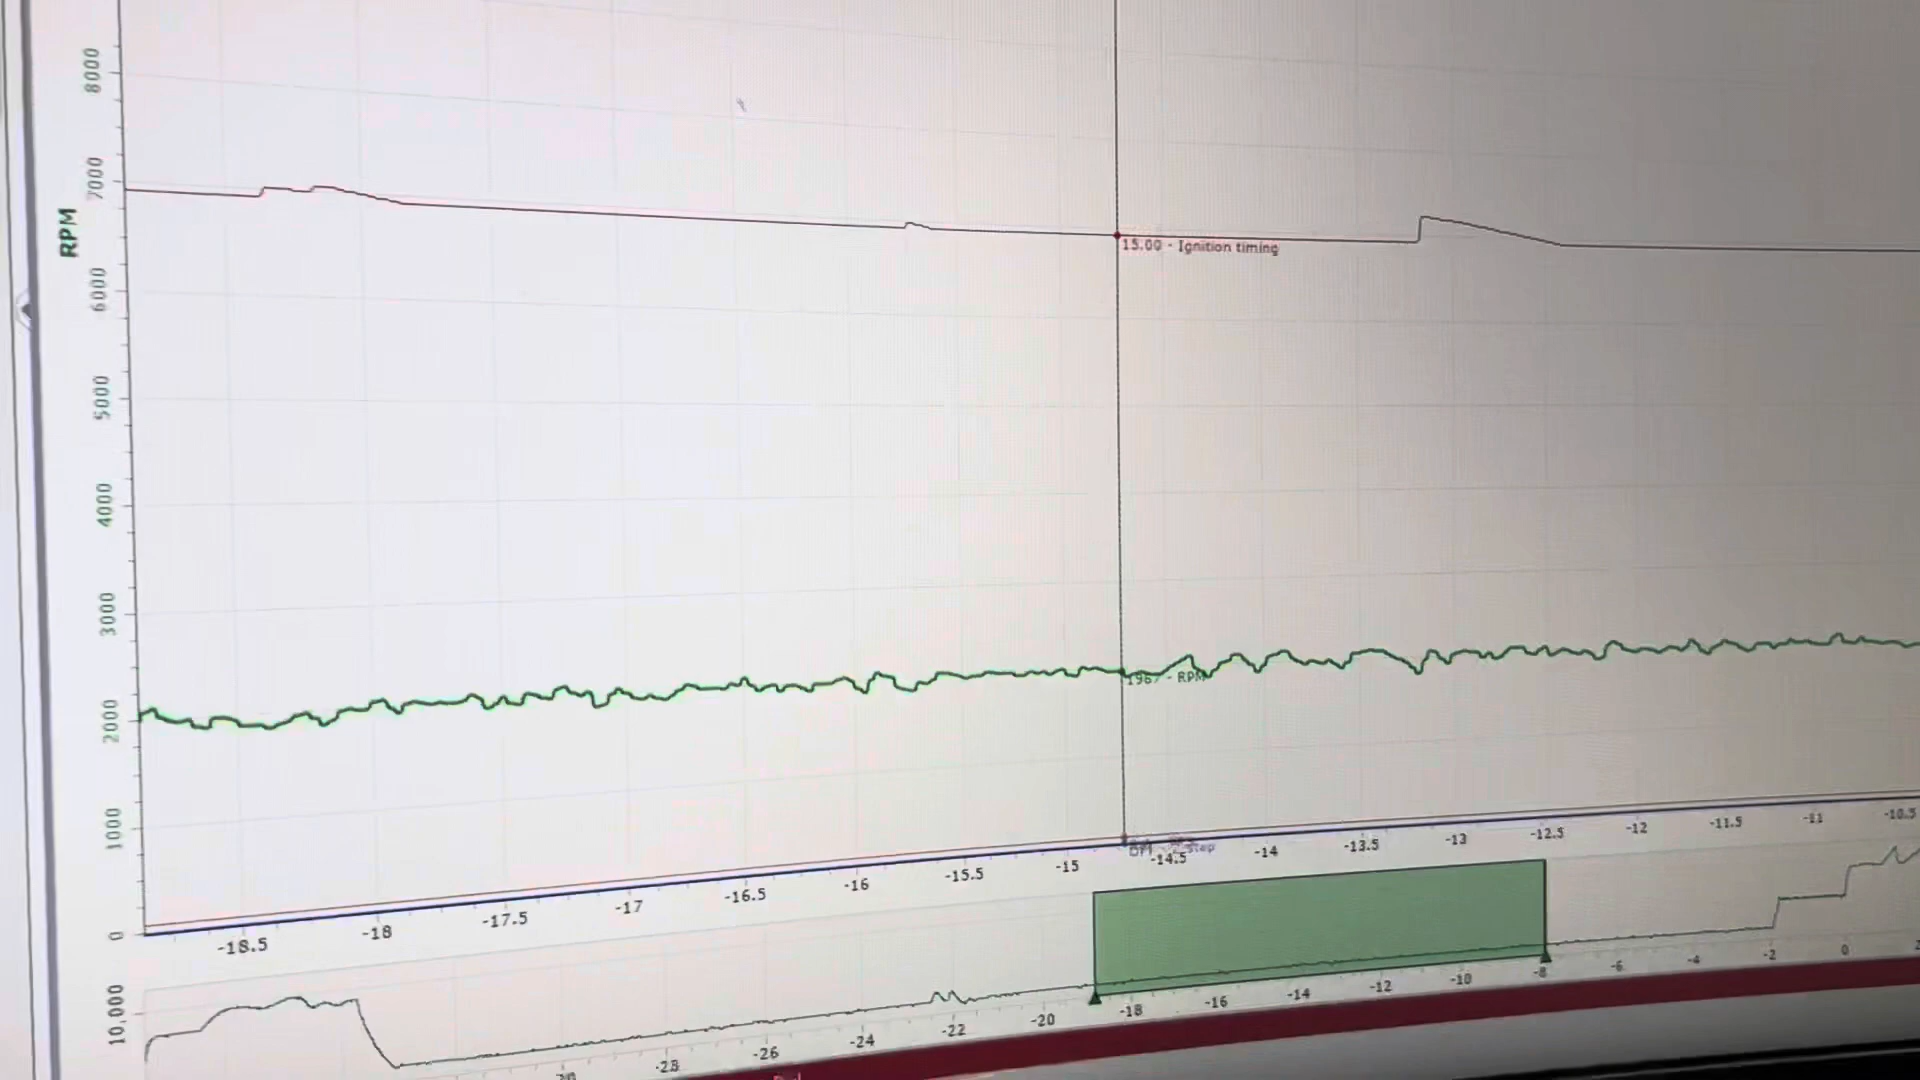 8000
7000
RPM
6000
5000
4000
3000
2000
1000
0
15.00 - Ignition timing
1967 - RPM
-18.5 -18 -17.5 -17 -16.5 -16 -15.5 -15 -14.5 -14 -13.5 -13 -12.5 -12 -11.5 -11 -10.5
10,000
-28 -26 -24 -22 -20 -18 -16 -14 -12 -10 -8 -6 -4 -2 0